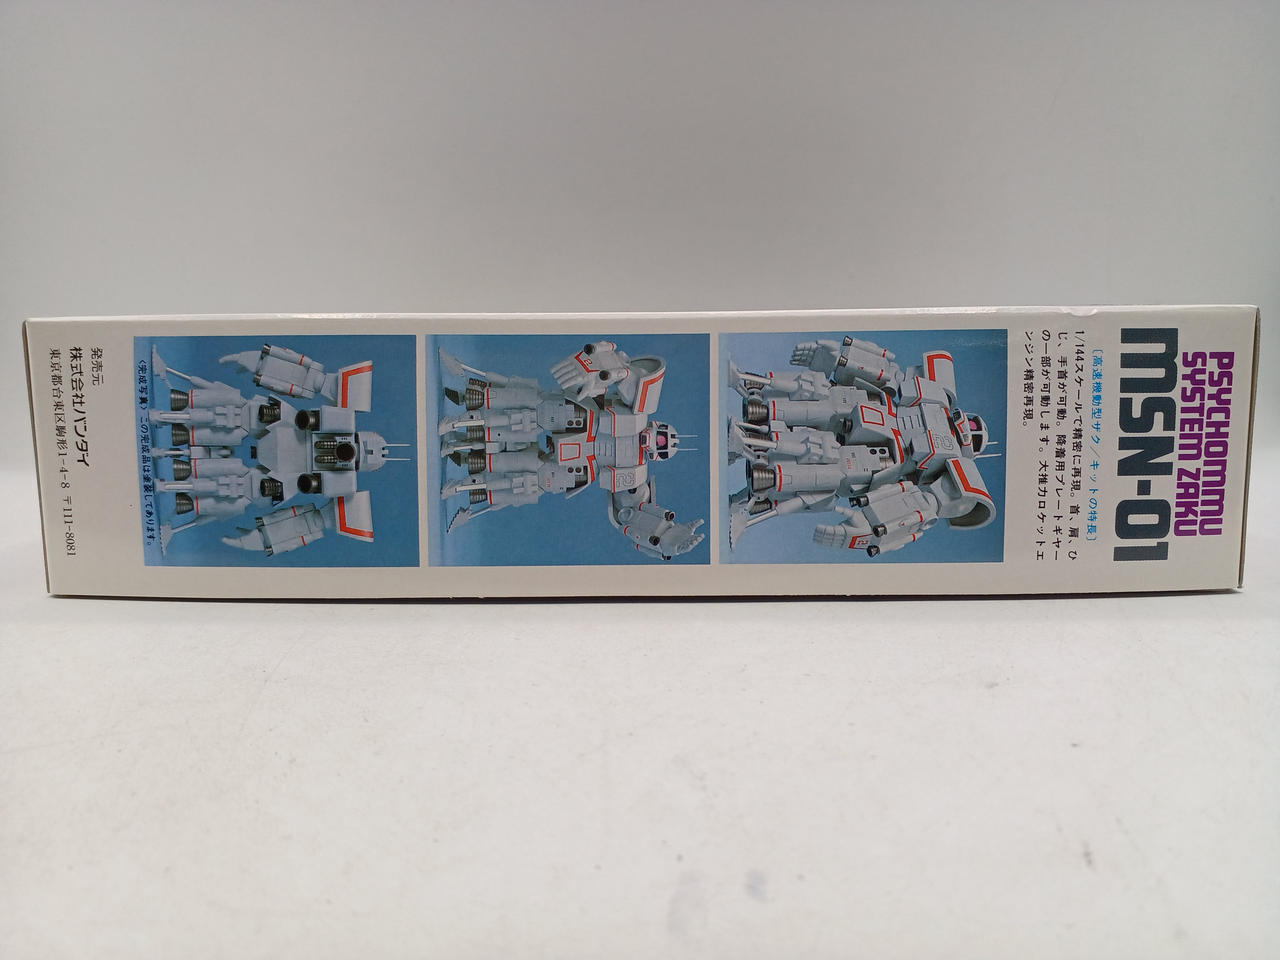 PSYCHOMMU
SYSTEM ZAKU
MSN-01
〔高速機動型ザク／キットの特長〕
1/144スケールで精密に再現。首、肩、ひ
じ、手首が可動。降着用プレートギヤー
の一部が可動します。大推力ロケットエ
ンジン精密再現。
〈完成写真〉この完成品は塗装してあります。
発売元
株式会社バンダイ
東京都台東区駒形1-4-8 〒111-8081